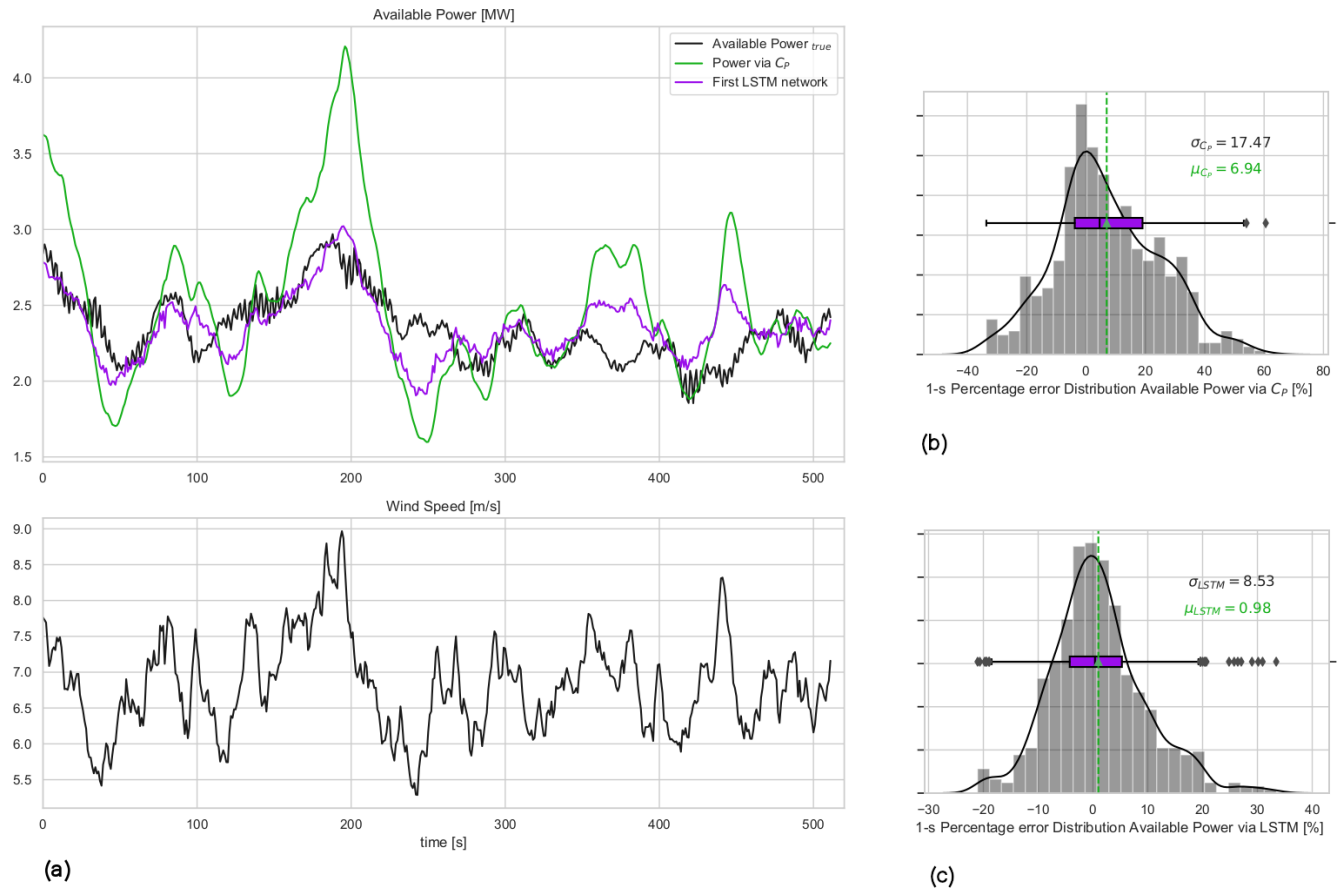 Available Power [MW]
Available Power true
Power via CP
First LSTM network
4.0
3.5
3.0
2.5
2.0
1.5
0 100 200 300 400 500
Wind Speed [m/s]
9.0
8.5
8.0
7.5
7.0
6.5
6.0
5.5
0 100 200 300 400 500
time [s]
(a)
σCP = 17.47
μCP = 6.94
−40 −20 0 20 40 60 80
1-s Percentage error Distribution Available Power via CP [%]
(b)
σLSTM = 8.53
μLSTM = 0.98
−30 −20 −10 0 10 20 30 40
1-s Percentage error Distribution Available Power via LSTM [%]
(c)